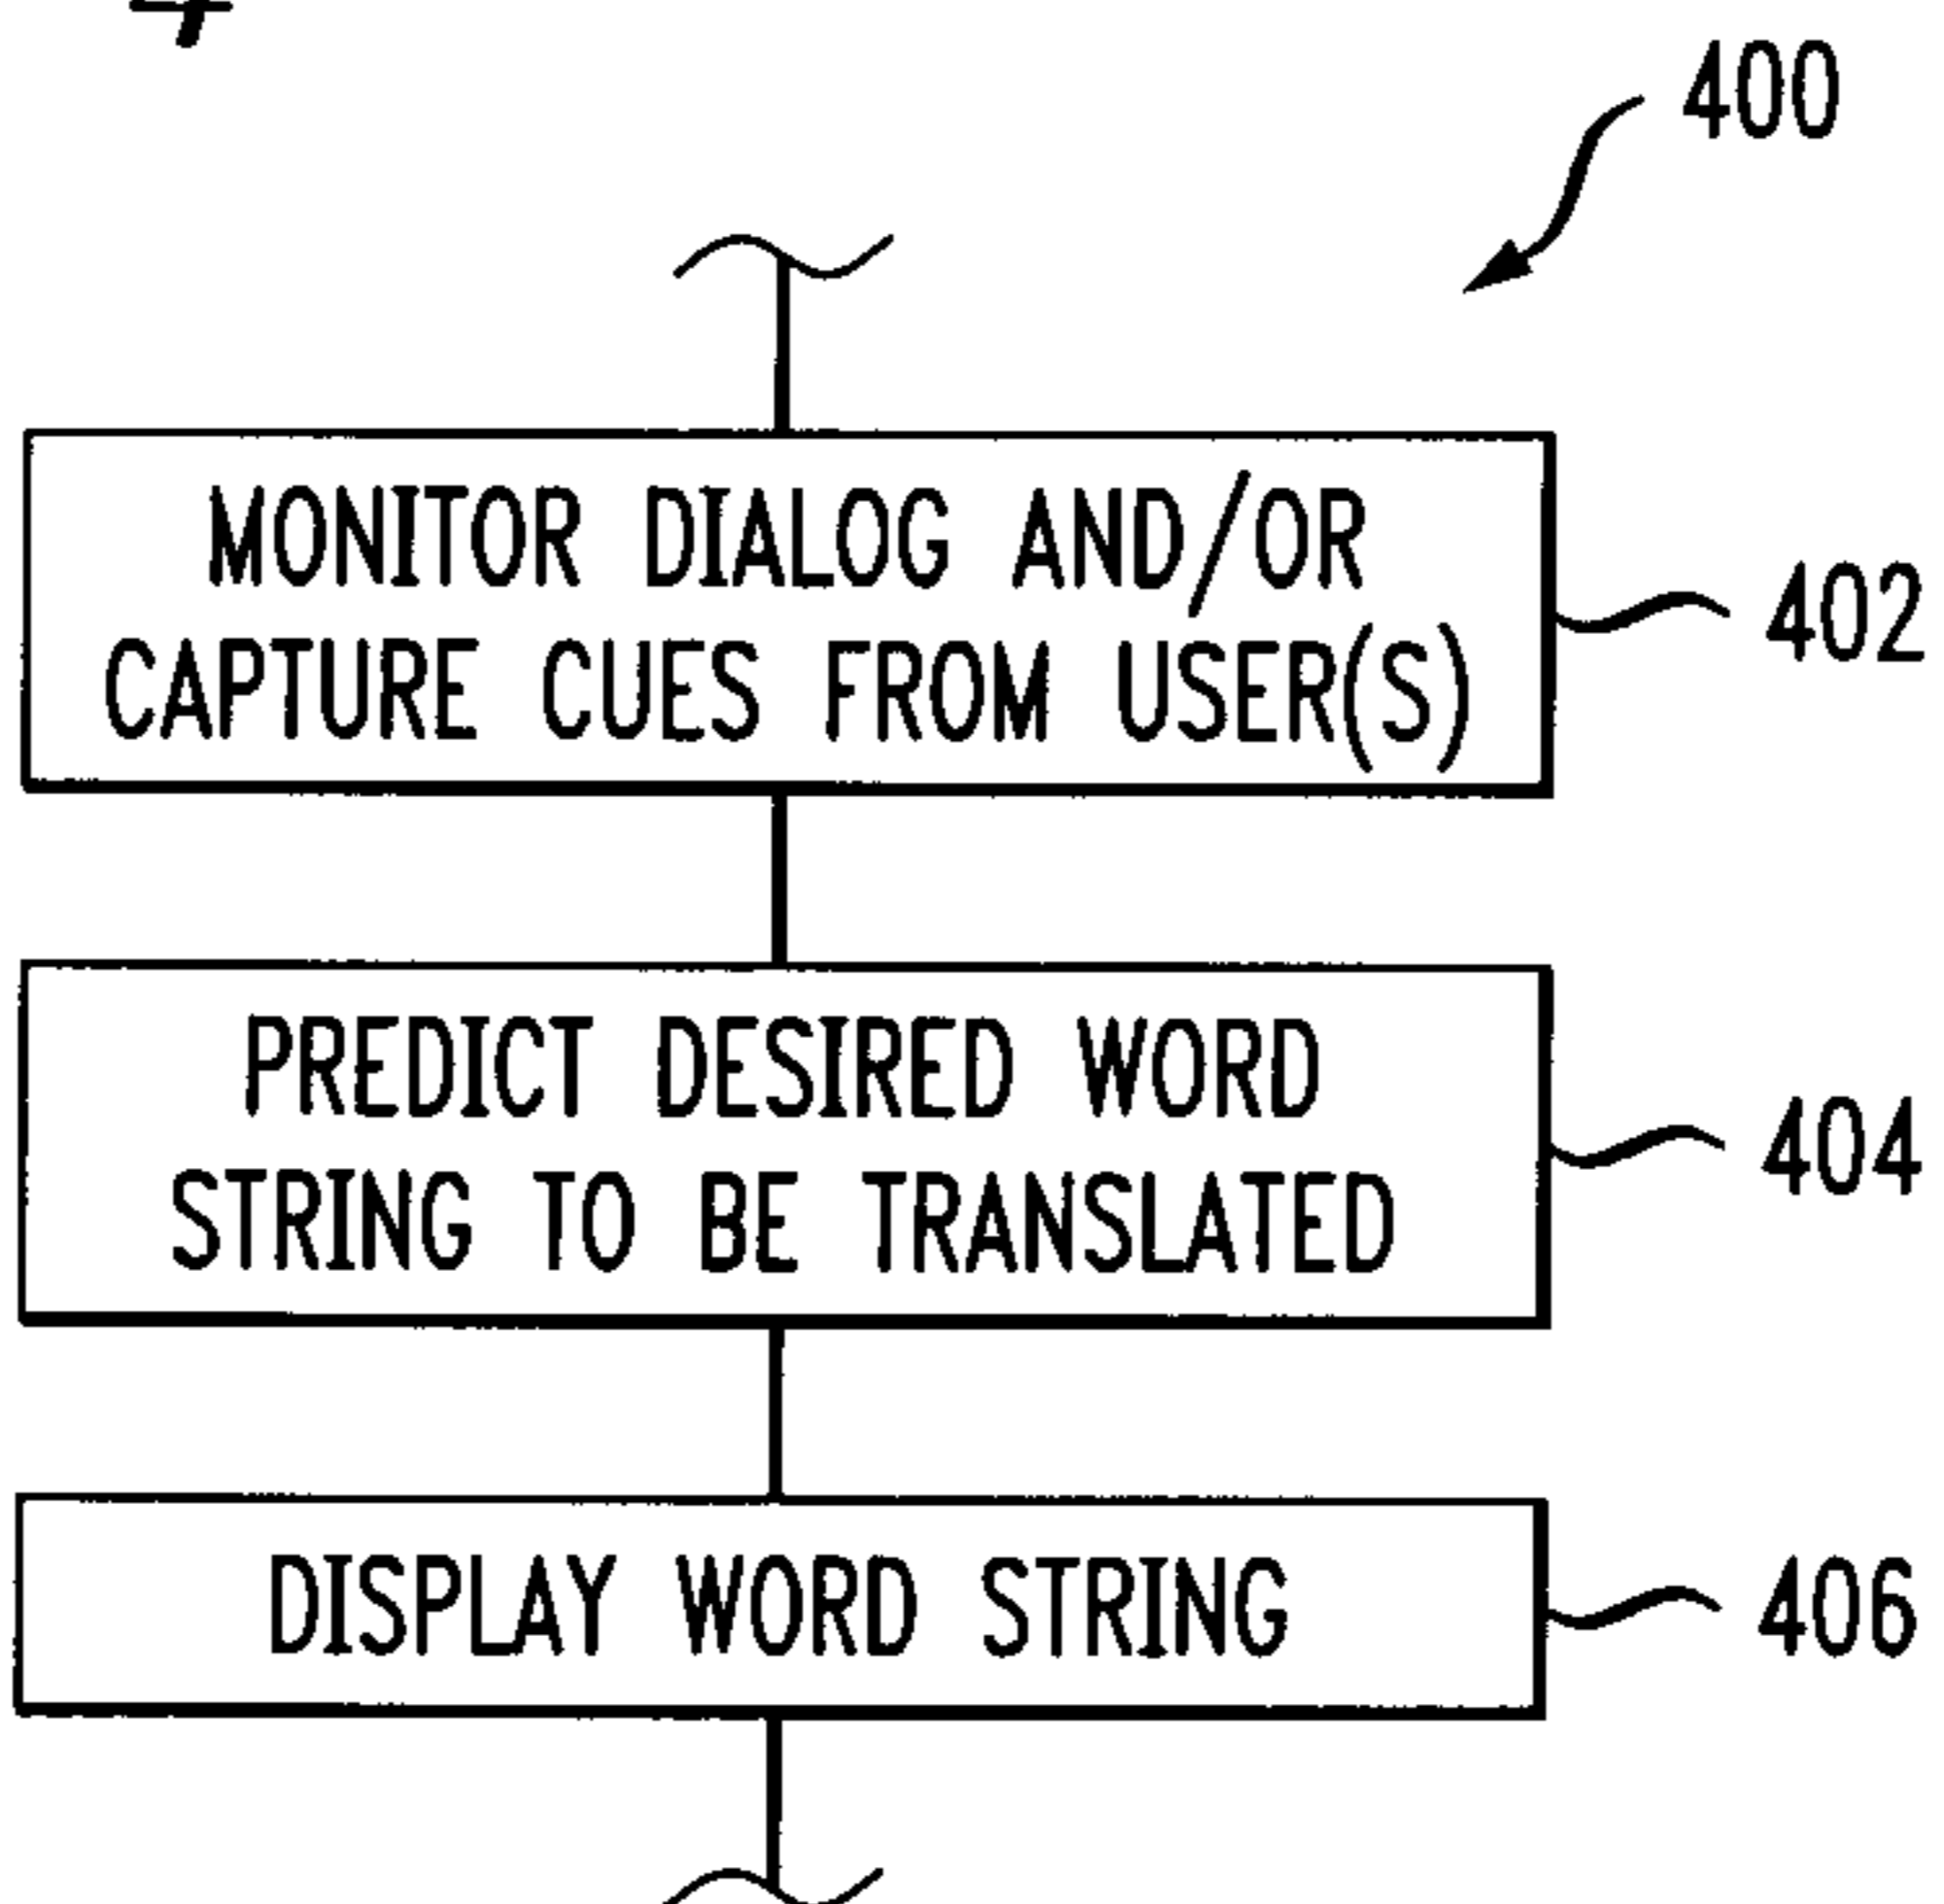 400
MONITOR DIALOG AND/OR
CAPTURE CUES FROM USER(S)
402
PREDICT DESIRED WORD
STRING TO BE TRANSLATED
404
DISPLAY WORD STRING
406